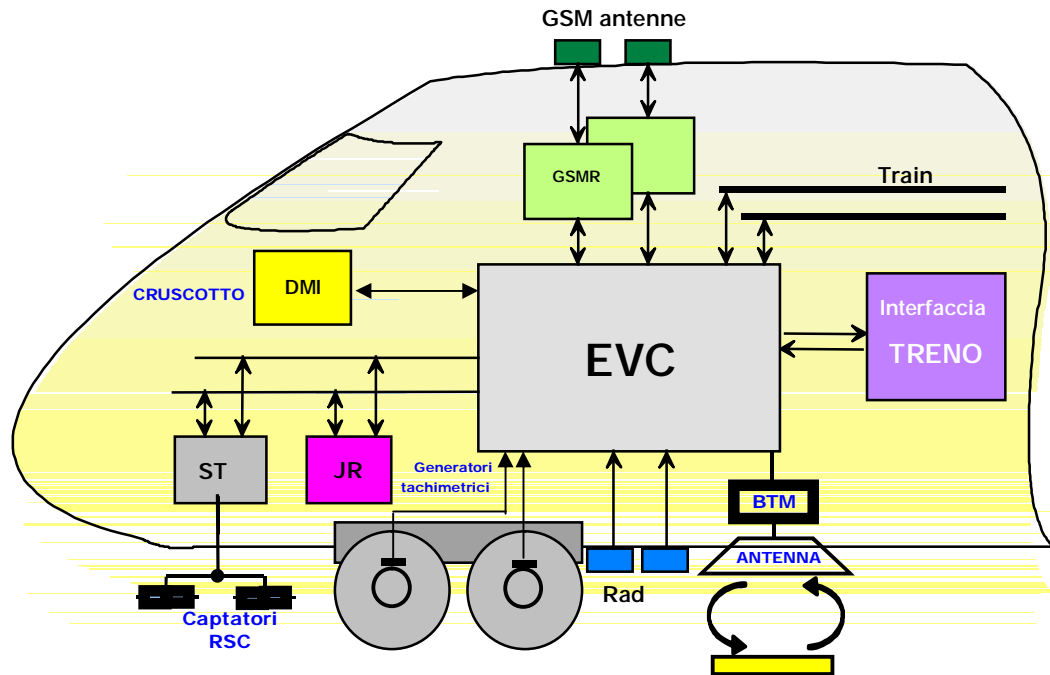 GSM antenne
GSMR
Train
DMI
CRUSCOTTO
Interfaccia
TRENO
EVC
ST
JR
Generatori
tachimetrici
BTM
ANTENNA
Rad
Captatori
RSC